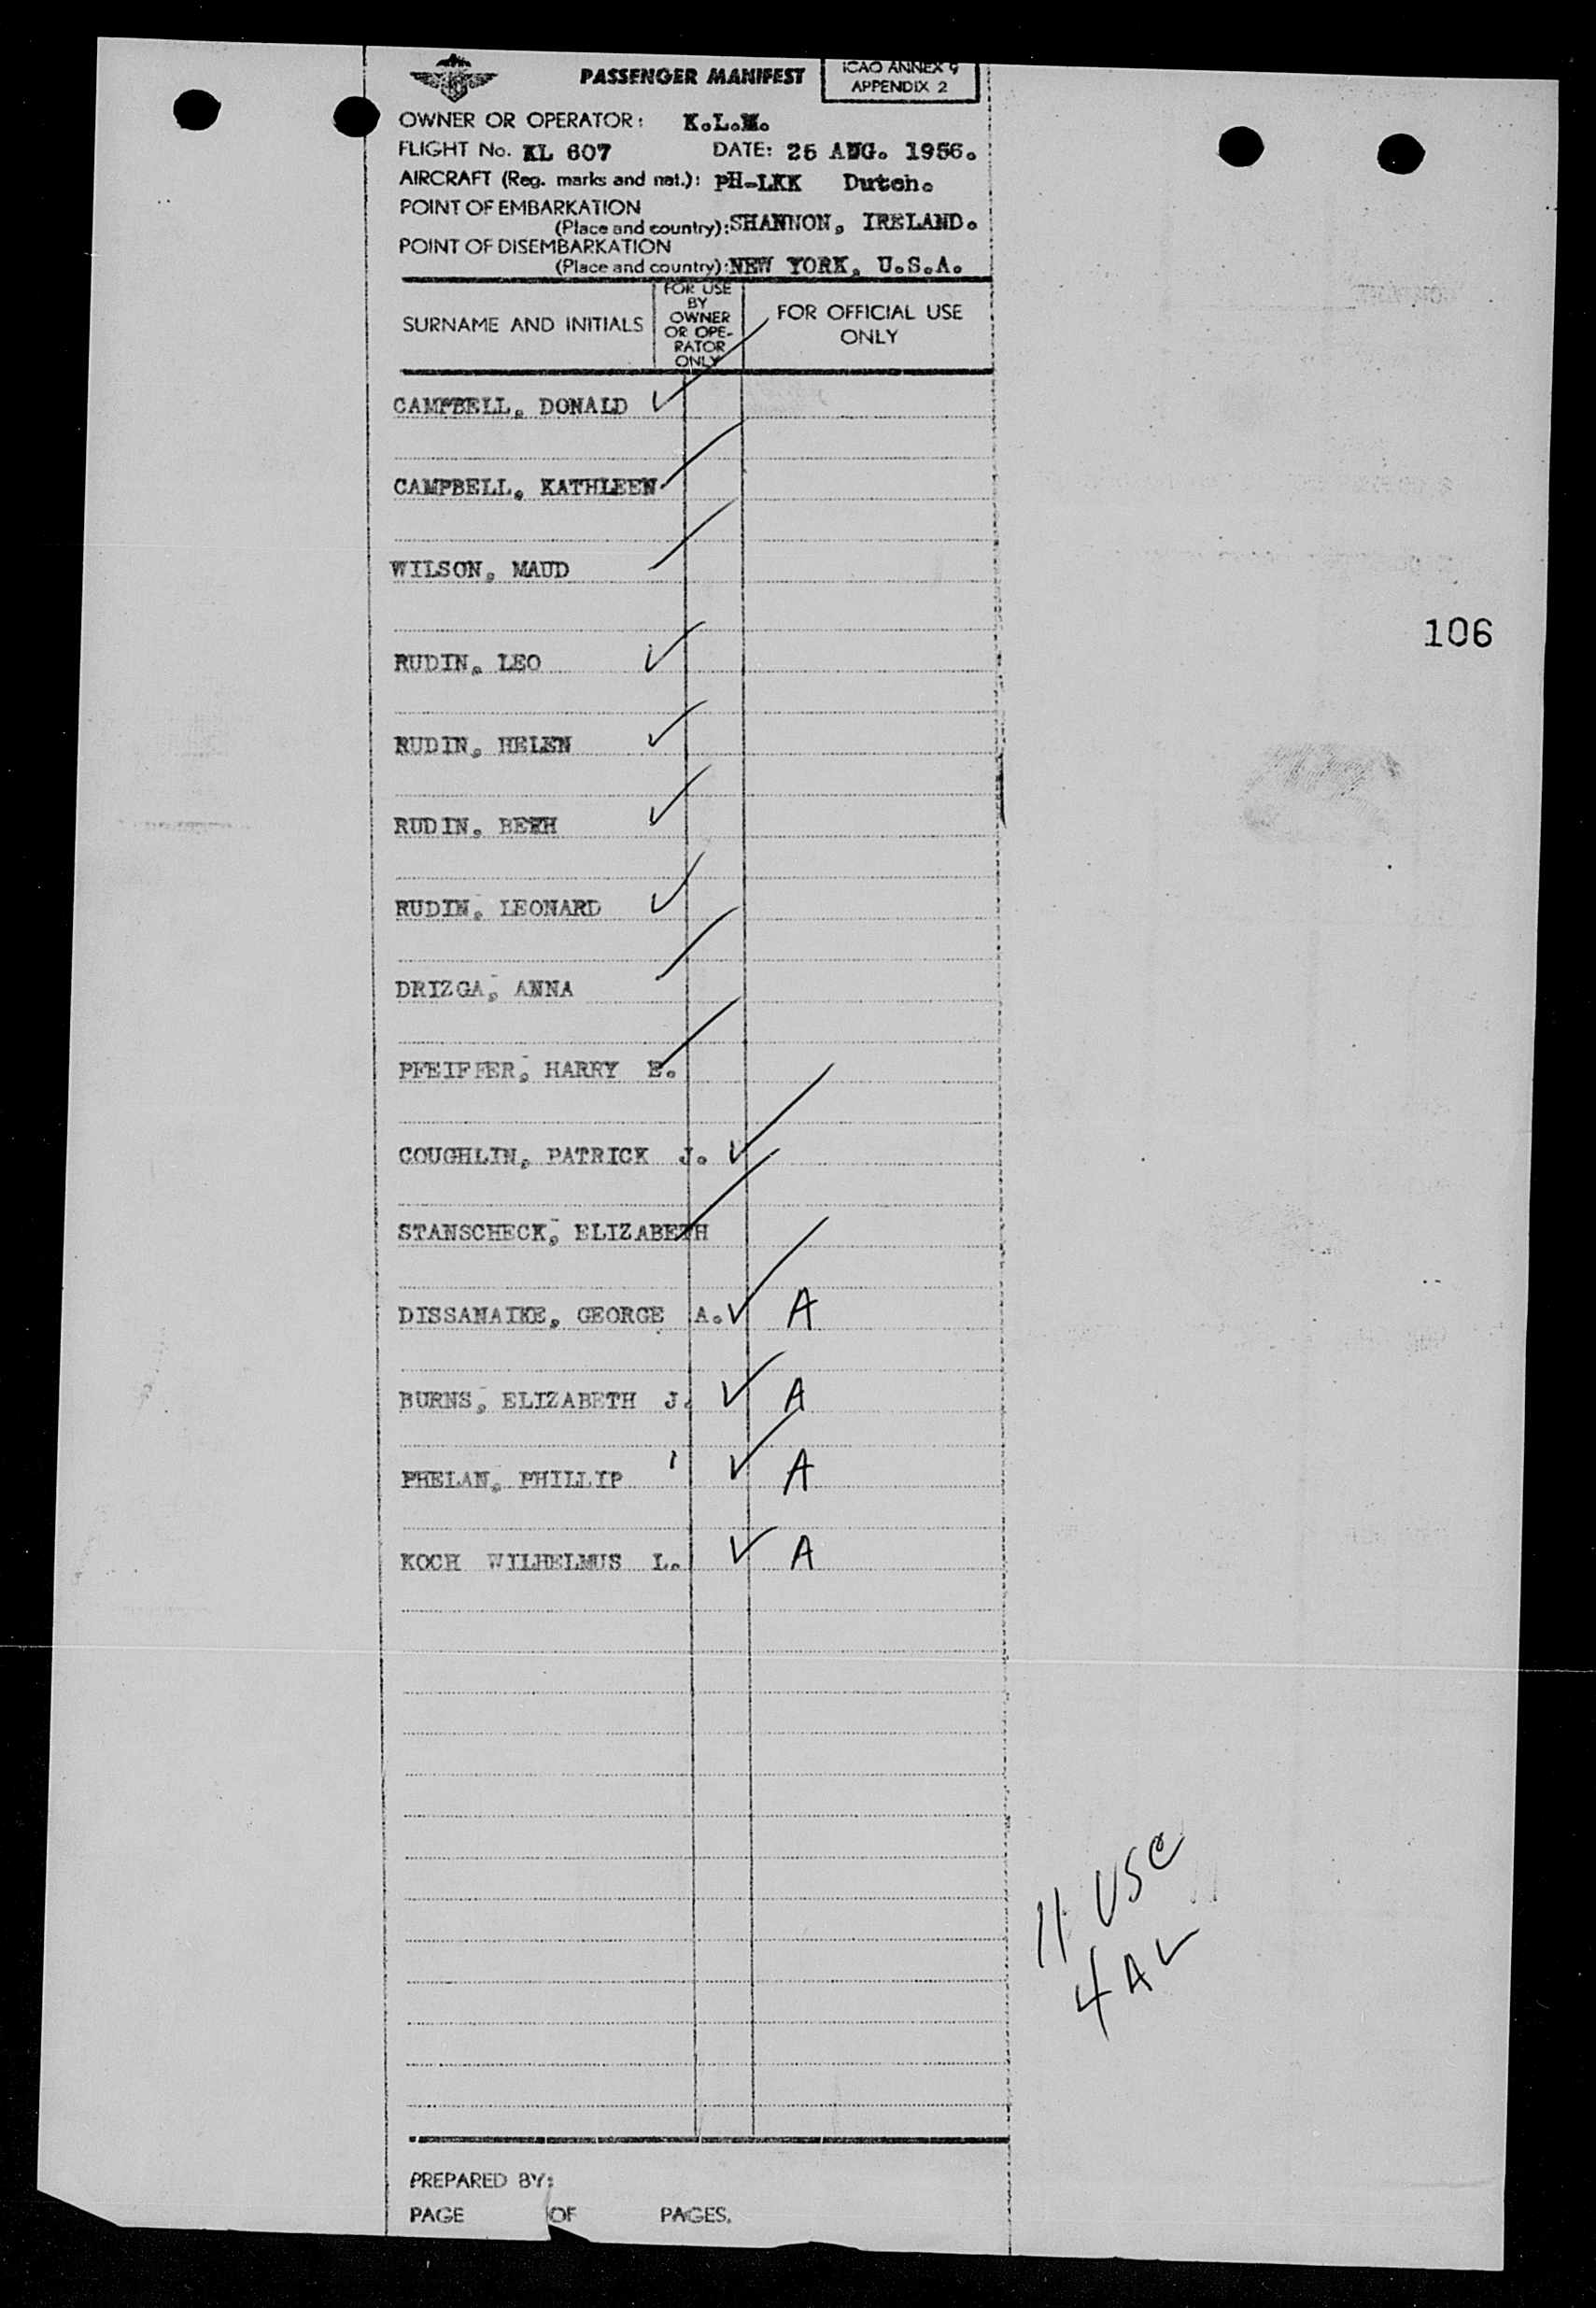 PASSENGER MANIFEST
ICAO ANNEX 9
APPENDIX 2
OWNER OR OPERATOR: K.L.M.
FLIGHT No. KL 607 DATE: 25 AUG. 1956.
AIRCRAFT (Reg. marks and nat.): PH-LKK Dutch.
POINT OF EMBARKATION
(Place and country): SHANNON, IRELAND.
POINT OF DISEMBARKATION
(Place and country): NEW YORK, U.S.A.
SURNAME AND INITIALS
FOR USE
BY
OWNER
OR OPE-
RATOR
ONLY
FOR OFFICIAL USE
ONLY
CAMPBELL, DONALD
CAMPBELL, KATHLEEN
WILSON, MAUD
106
RUDIN, LEO
RUDIN, HELEN
RUDIN,
RUDIN, LEONARD
DRIZGA, ANNA
PFEIFFER, HARRY E.
COUGHLIN, PATRICK J.
STANSCHECK, ELIZABETH
DISSANAIKE, GEORGE A. A
BURNS, ELIZABETH J. A
PHELAN, PHILLIP A
KOCH WILHELMUS L. A
11 USC
4 A
PREPARED BY:
PAGE OF PAGES.